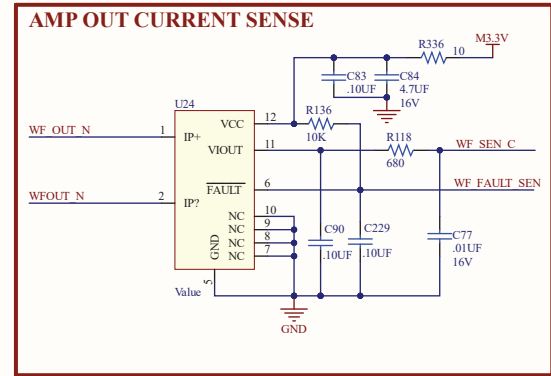 AMP OUT CURRENT SENSE
R336
10
M3.3V
C83
.10UF
C84
4.7UF
16V
U24
R136
10K
VCC
12
WF_OUT_N
1
IP+
VIOUT
11
R118
680
WF_SEN_C
FAULT
6
WF_FAULT_SEN
WFOUT_N
2
IP?
NC
10
NC
9
NC
8
NC
7
C90
.10UF
C229
.10UF
C77
.01UF
16V
GND
5
Value
GND